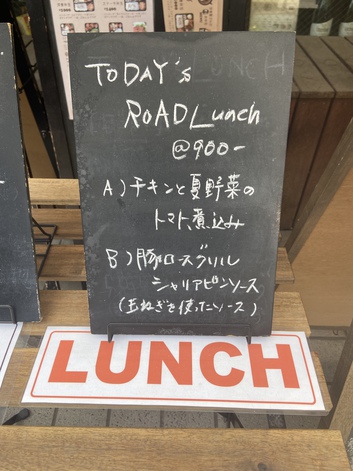 TODAY's
ROAD Lunch
@900-
A)チキンと夏野菜の
トマト煮込み
B)豚ロースグリル
シャリアピンソース
(玉ねぎを使ったソース)
LUNCH